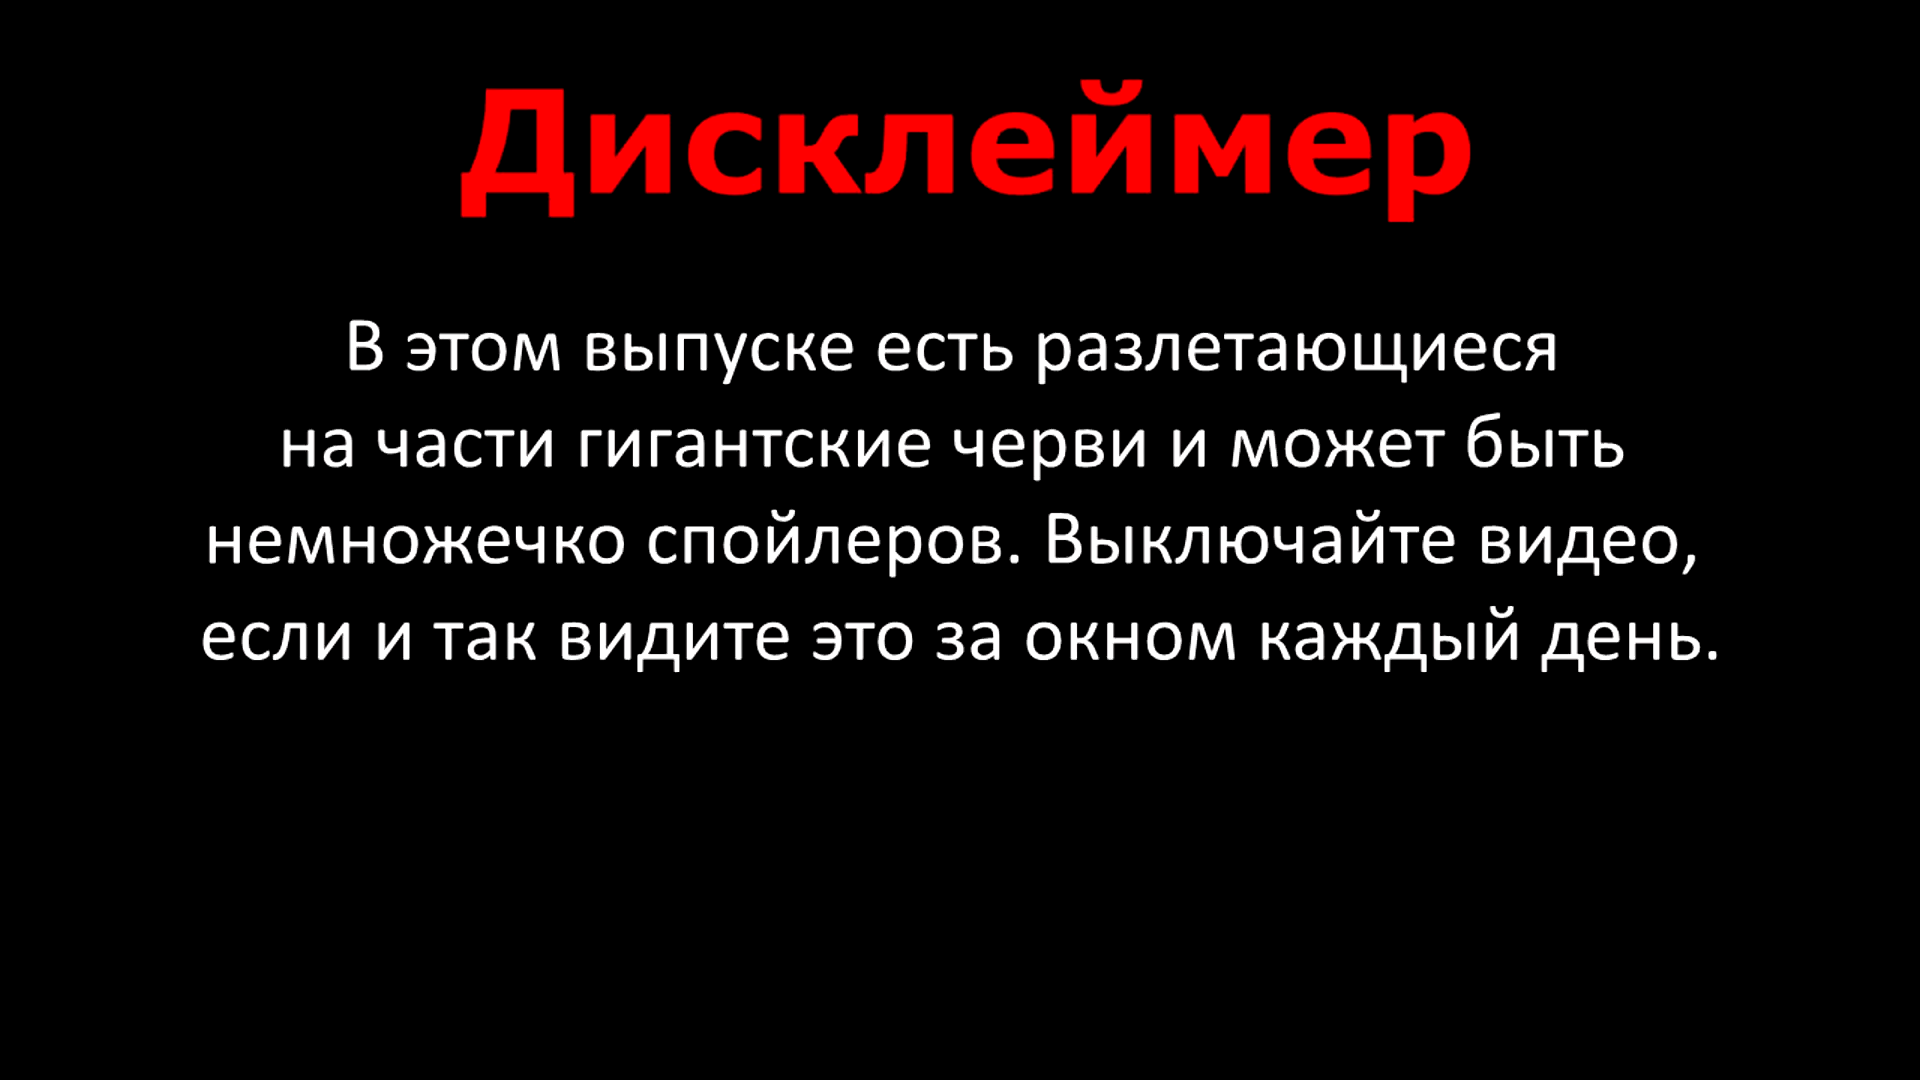 Дисклеймер
В этом выпуске есть разлетающиеся
на части гигантские черви и может быть
немножечко спойлеров. Выключайте видео,
если и так видите это за окном каждый день.